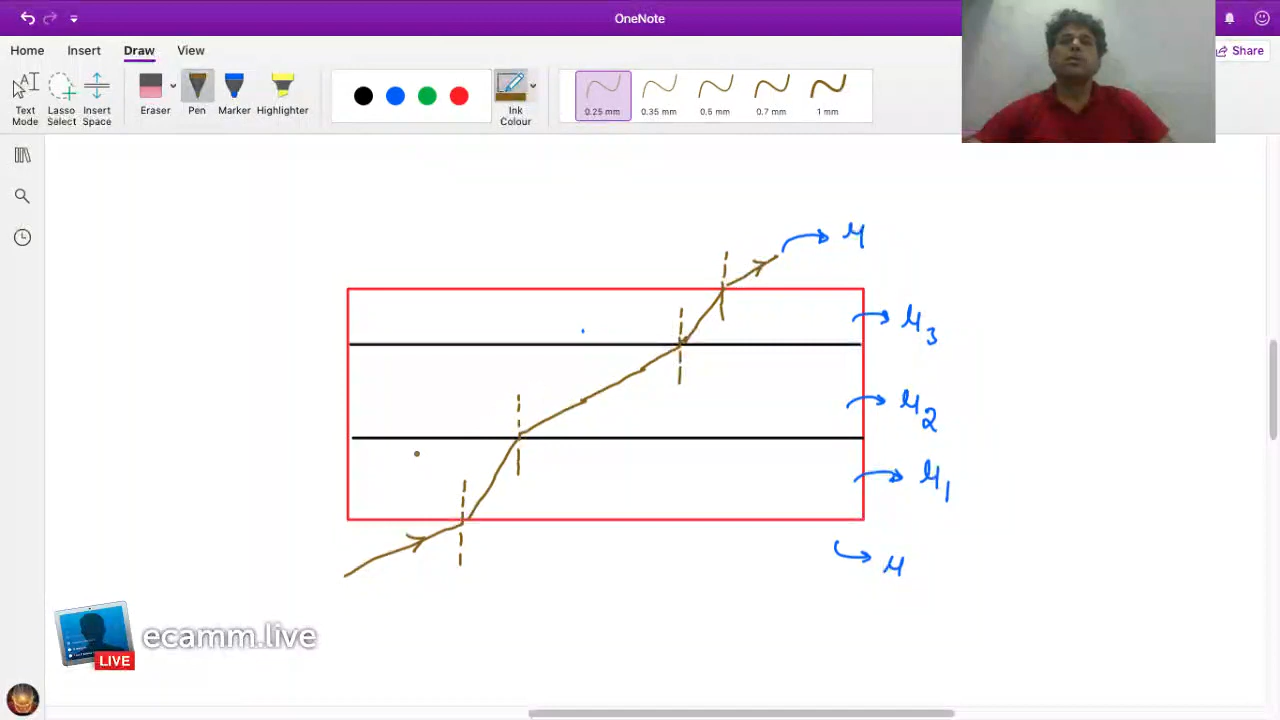 OneNote
Home Insert Draw View
Share
Text Mode
Lasso Select
Insert Space
Eraser
Pen
Marker
Highlighter
Ink Colour
0.25 mm
0.35 mm
0.5 mm
0.7 mm
1 mm
μ
μ3
μ2
μ1
μ
ecamm.live
LIVE